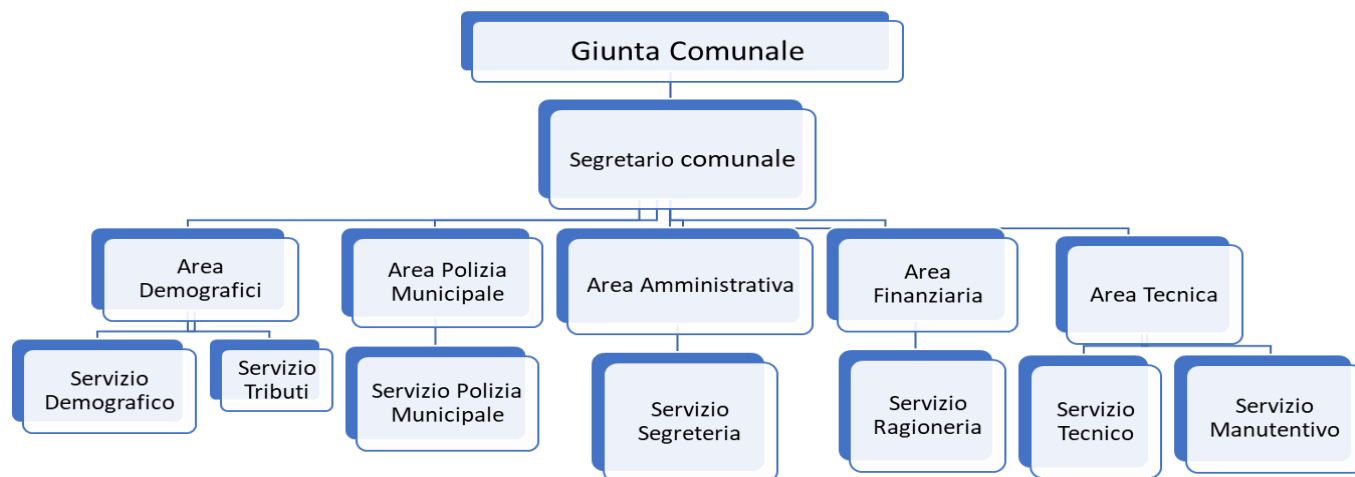 Giunta Comunale
Segretario comunale
Area
Demografici
Area Polizia
Municipale
Area Amministrativa
Area
Finanziaria
Area Tecnica
Servizio
Demografico
Servizio
Tributi
Servizio Polizia
Municipale
Servizio
Segreteria
Servizio
Ragioneria
Servizio
Tecnico
Servizio
Manutentivo